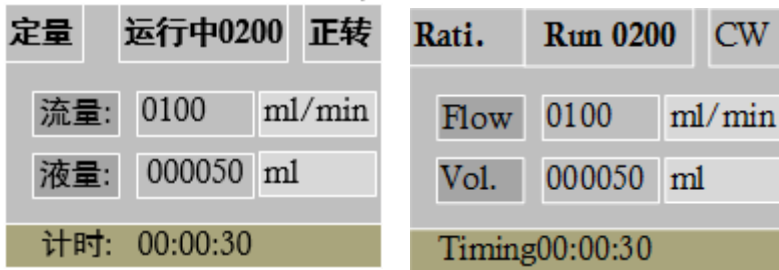 定量 运行中0200 正转
流量: 0100 ml/min
液量: 000050 ml
计时: 00:00:30
Rati. Run 0200 CW
Flow 0100 ml/min
Vol. 000050 ml
Timing00:00:30